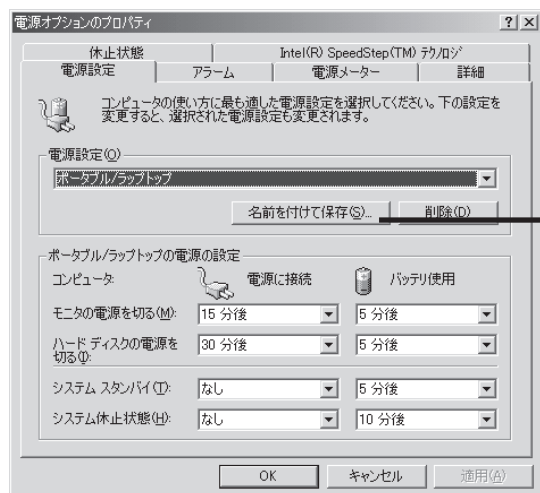 電源オプションのプロパティ
休止状態 Intel(R) SpeedStep(TM) テクノロジ
電源設定 アラーム 電源メーター 詳細
コンピュータの使い方に最も適した電源設定を選択してください。下の設定を
変更すると、選択された電源設定も変更されます。
電源設定(O)
ポータブル/ラップトップ
名前を付けて保存(S)... 削除(D)
ポータブル/ラップトップの電源の設定
コンピュータ: 電源に接続 バッテリ使用
モニタの電源を切る(M): 15 分後 5 分後
ハード ディスクの電源を
切る(I): 30 分後 5 分後
システム スタンバイ(T): なし 5 分後
システム休止状態(H): なし 10 分後
OK キャンセル 適用(A)